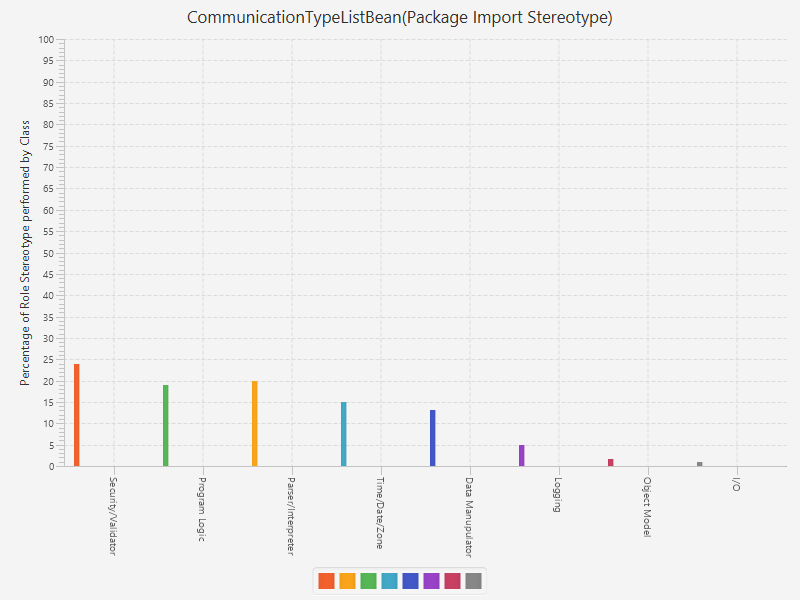 CommunicationTypeListBean(Package Import Stereotype)
Percentage of Role Stereotype performed by Class
100
95
90
85
80
75
70
65
60
55
50
45
40
35
30
25
20
15
10
5
0
Security/Validator
Program Logic
Parser/Interpreter
Time/Date/Zone
Data Manupulator
Logging
Object Model
I/O